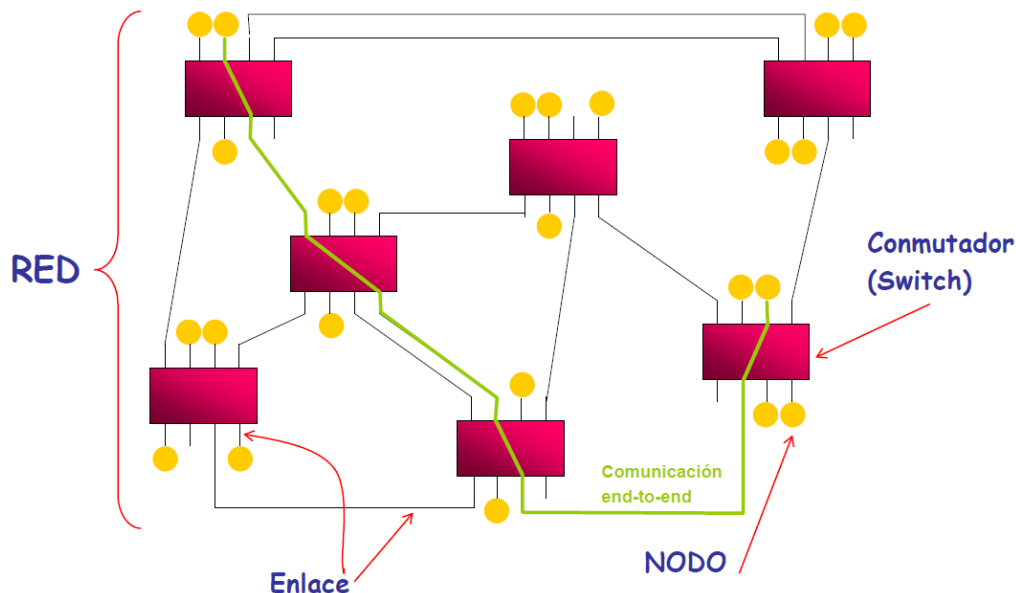 RED
Conmutador
(Switch)
Comunicación
end-to-end
NODO
Enlace